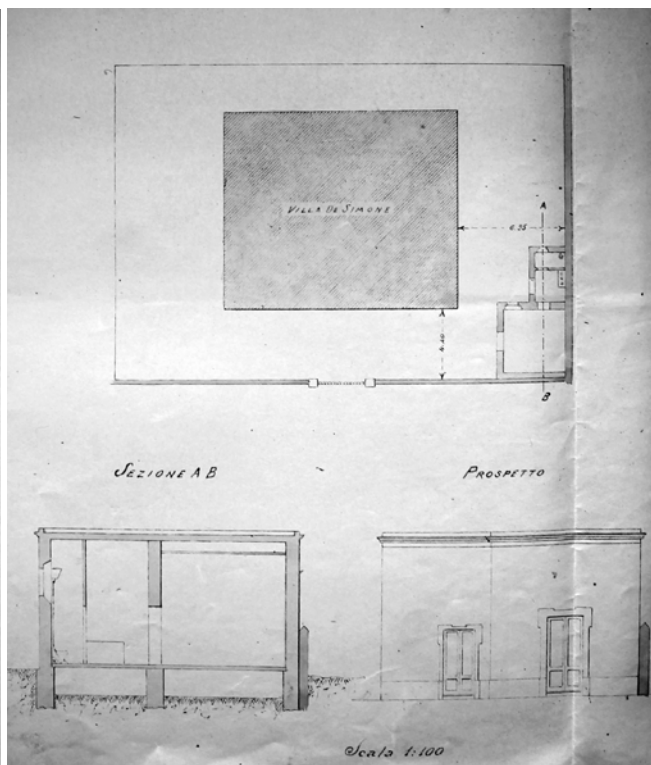 A
VILLA DE SIMONE
6.25
4.40
B
SEZIONE A B
PROSPETTO
Scala 1:100